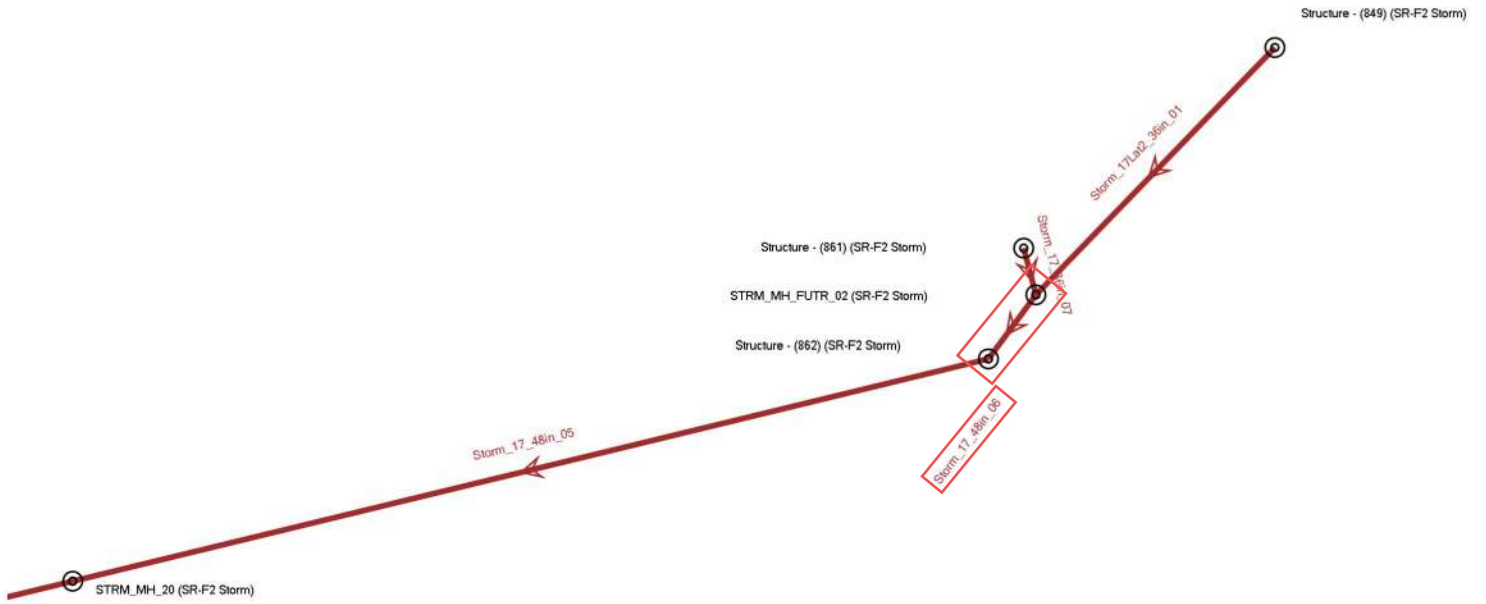 Structure - (849) (SR-F2 Storm)
Storm_17Lat2_36in_01
Structure - (861) (SR-F2 Storm)
Storm_17_36in_07
STRM_MH_FUTR_02 (SR-F2 Storm)
Structure - (862) (SR-F2 Storm)
Storm_17_48in_06
Storm_17_48in_05
STRM_MH_20 (SR-F2 Storm)